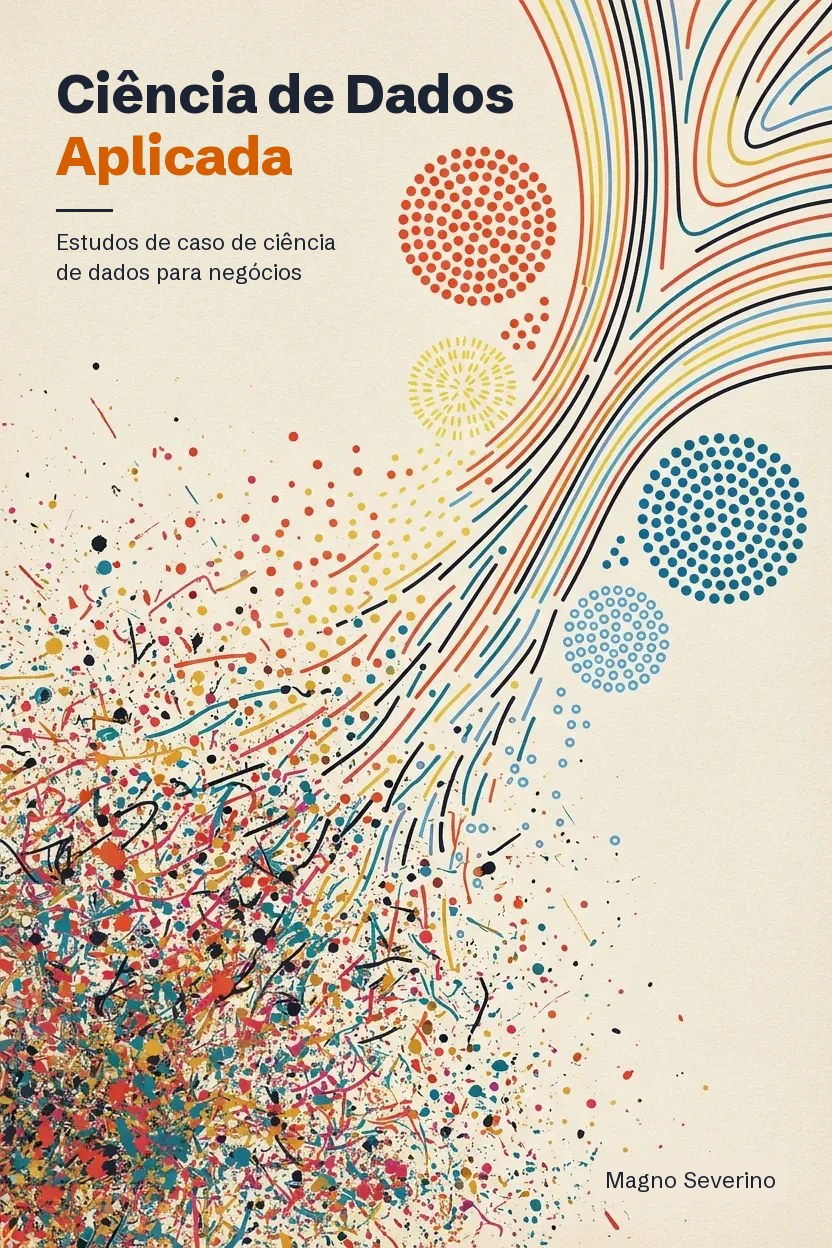 Ciência de Dados
Aplicada
Estudos de caso de ciência
de dados para negócios
Magno Severino